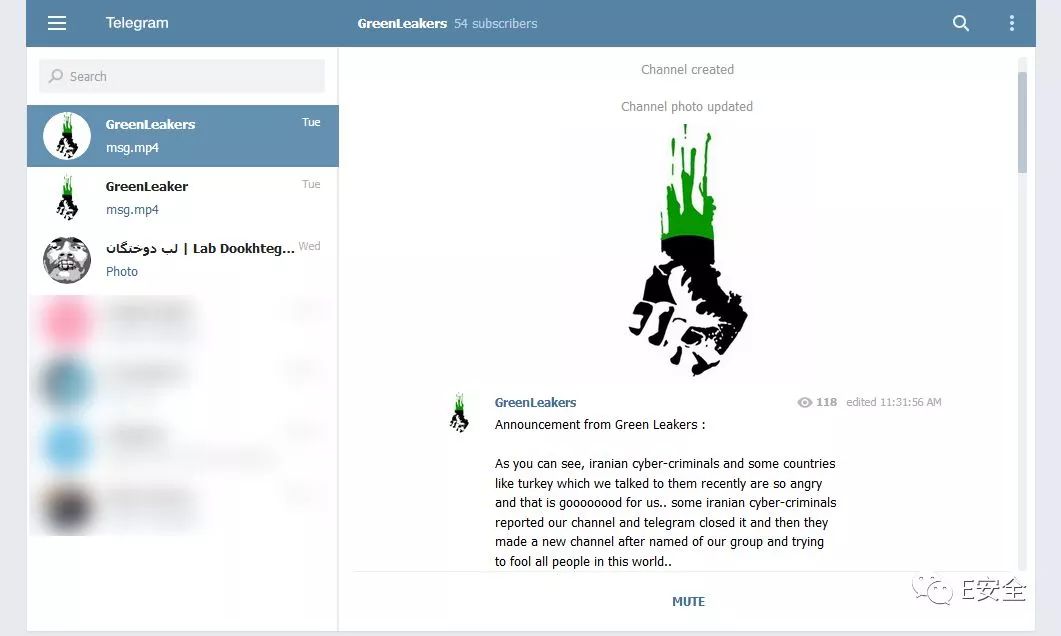 Telegram
GreenLeakers 54 subscribers
Search
GreenLeakers Tue
msg.mp4
GreenLeaker Tue
msg.mp4
لب دوختگان | Lab Dookhteg... Wed
Photo
Channel created
Channel photo updated
GreenLeakers 118 edited 11:31:56 AM
Announcement from Green Leakers :
As you can see, iranian cyber-criminals and some countries
like turkey which we talked to them recently are so angry
and that is goooooood for us.. some iranian cyber-criminals
reported our channel and telegram closed it and then they
made a new channel after named of our group and trying
to fool all people in this world..
MUTE
E安全